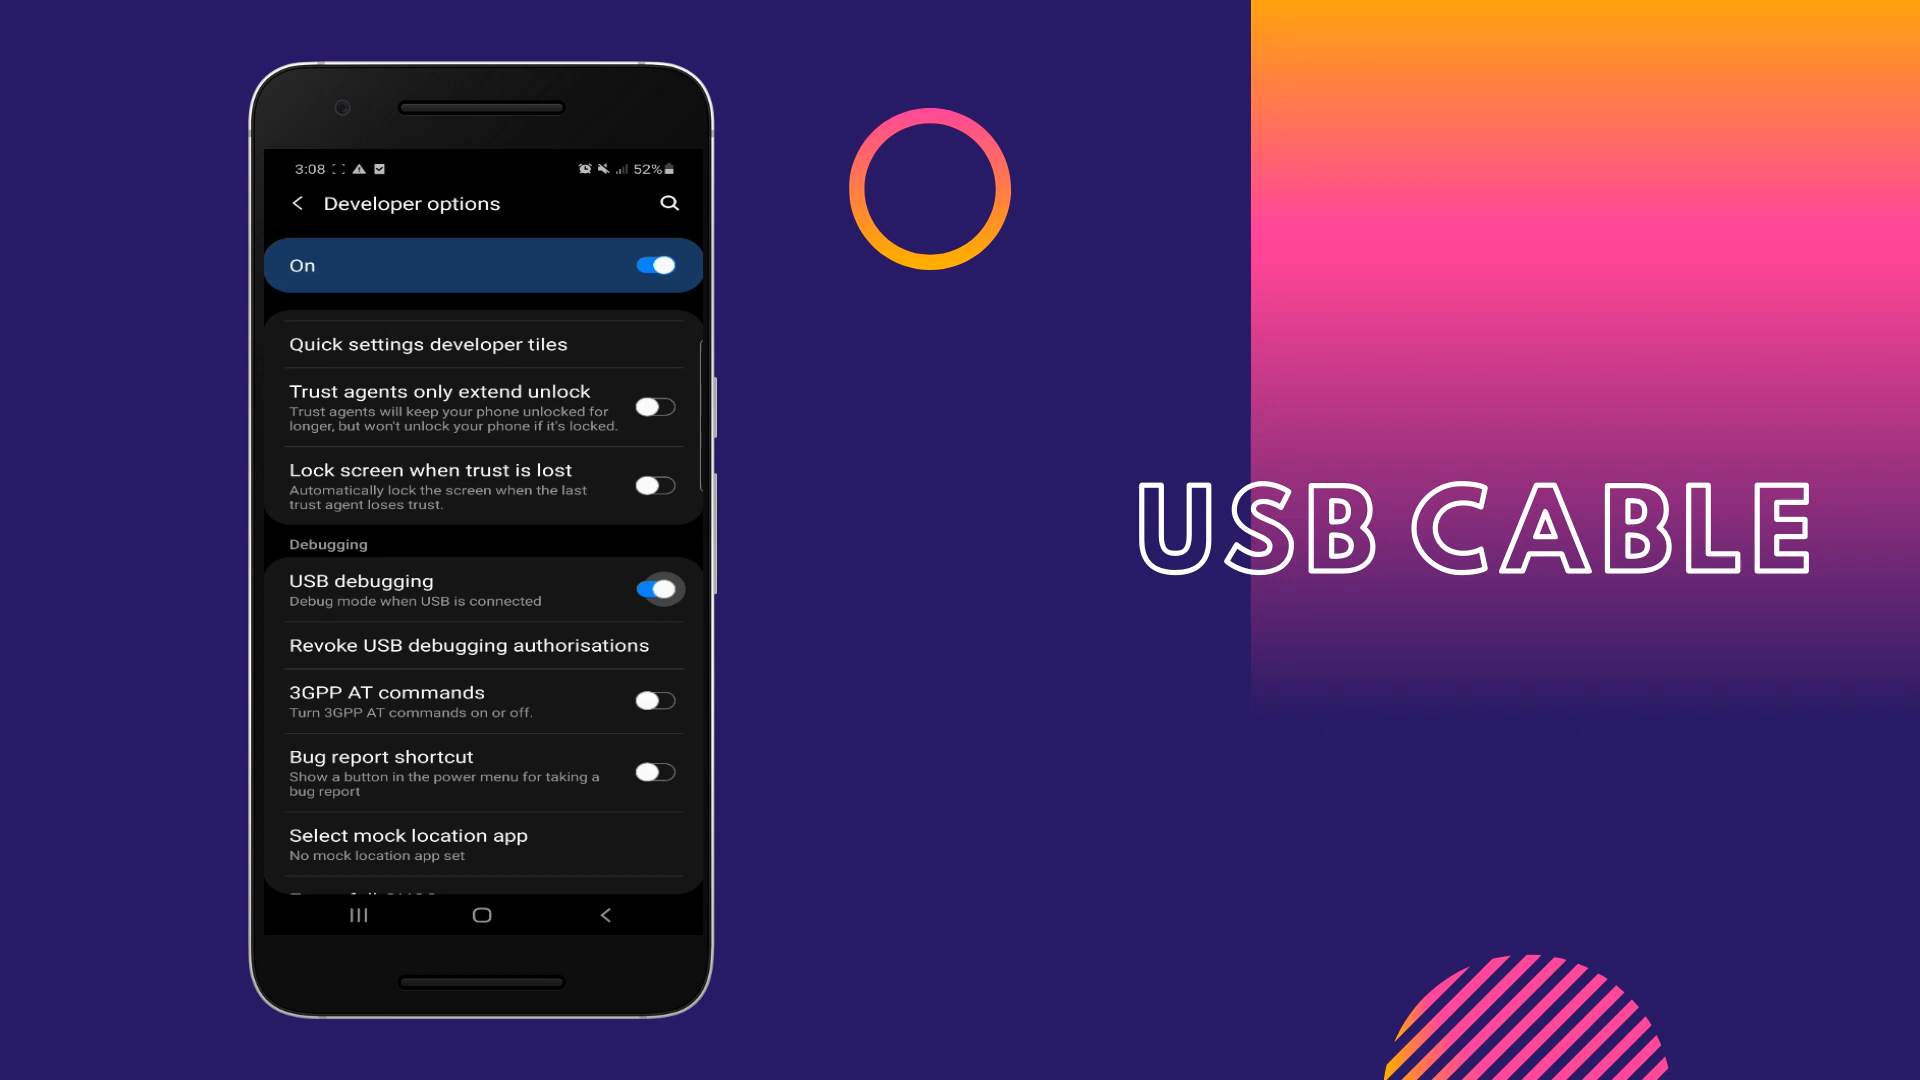 3:08
52%
Developer options
On
Quick settings developer tiles
Trust agents only extend unlock
Trust agents will keep your phone unlocked for
longer, but won't unlock your phone if it's locked.
Lock screen when trust is lost
Automatically lock the screen when the last
trust agent loses trust.
Debugging
USB debugging
Debug mode when USB is connected
Revoke USB debugging authorisations
3GPP AT commands
Turn 3GPP AT commands on or off.
Bug report shortcut
Show a button in the power menu for taking a
bug report
Select mock location app
No mock location app set
USB CABLE